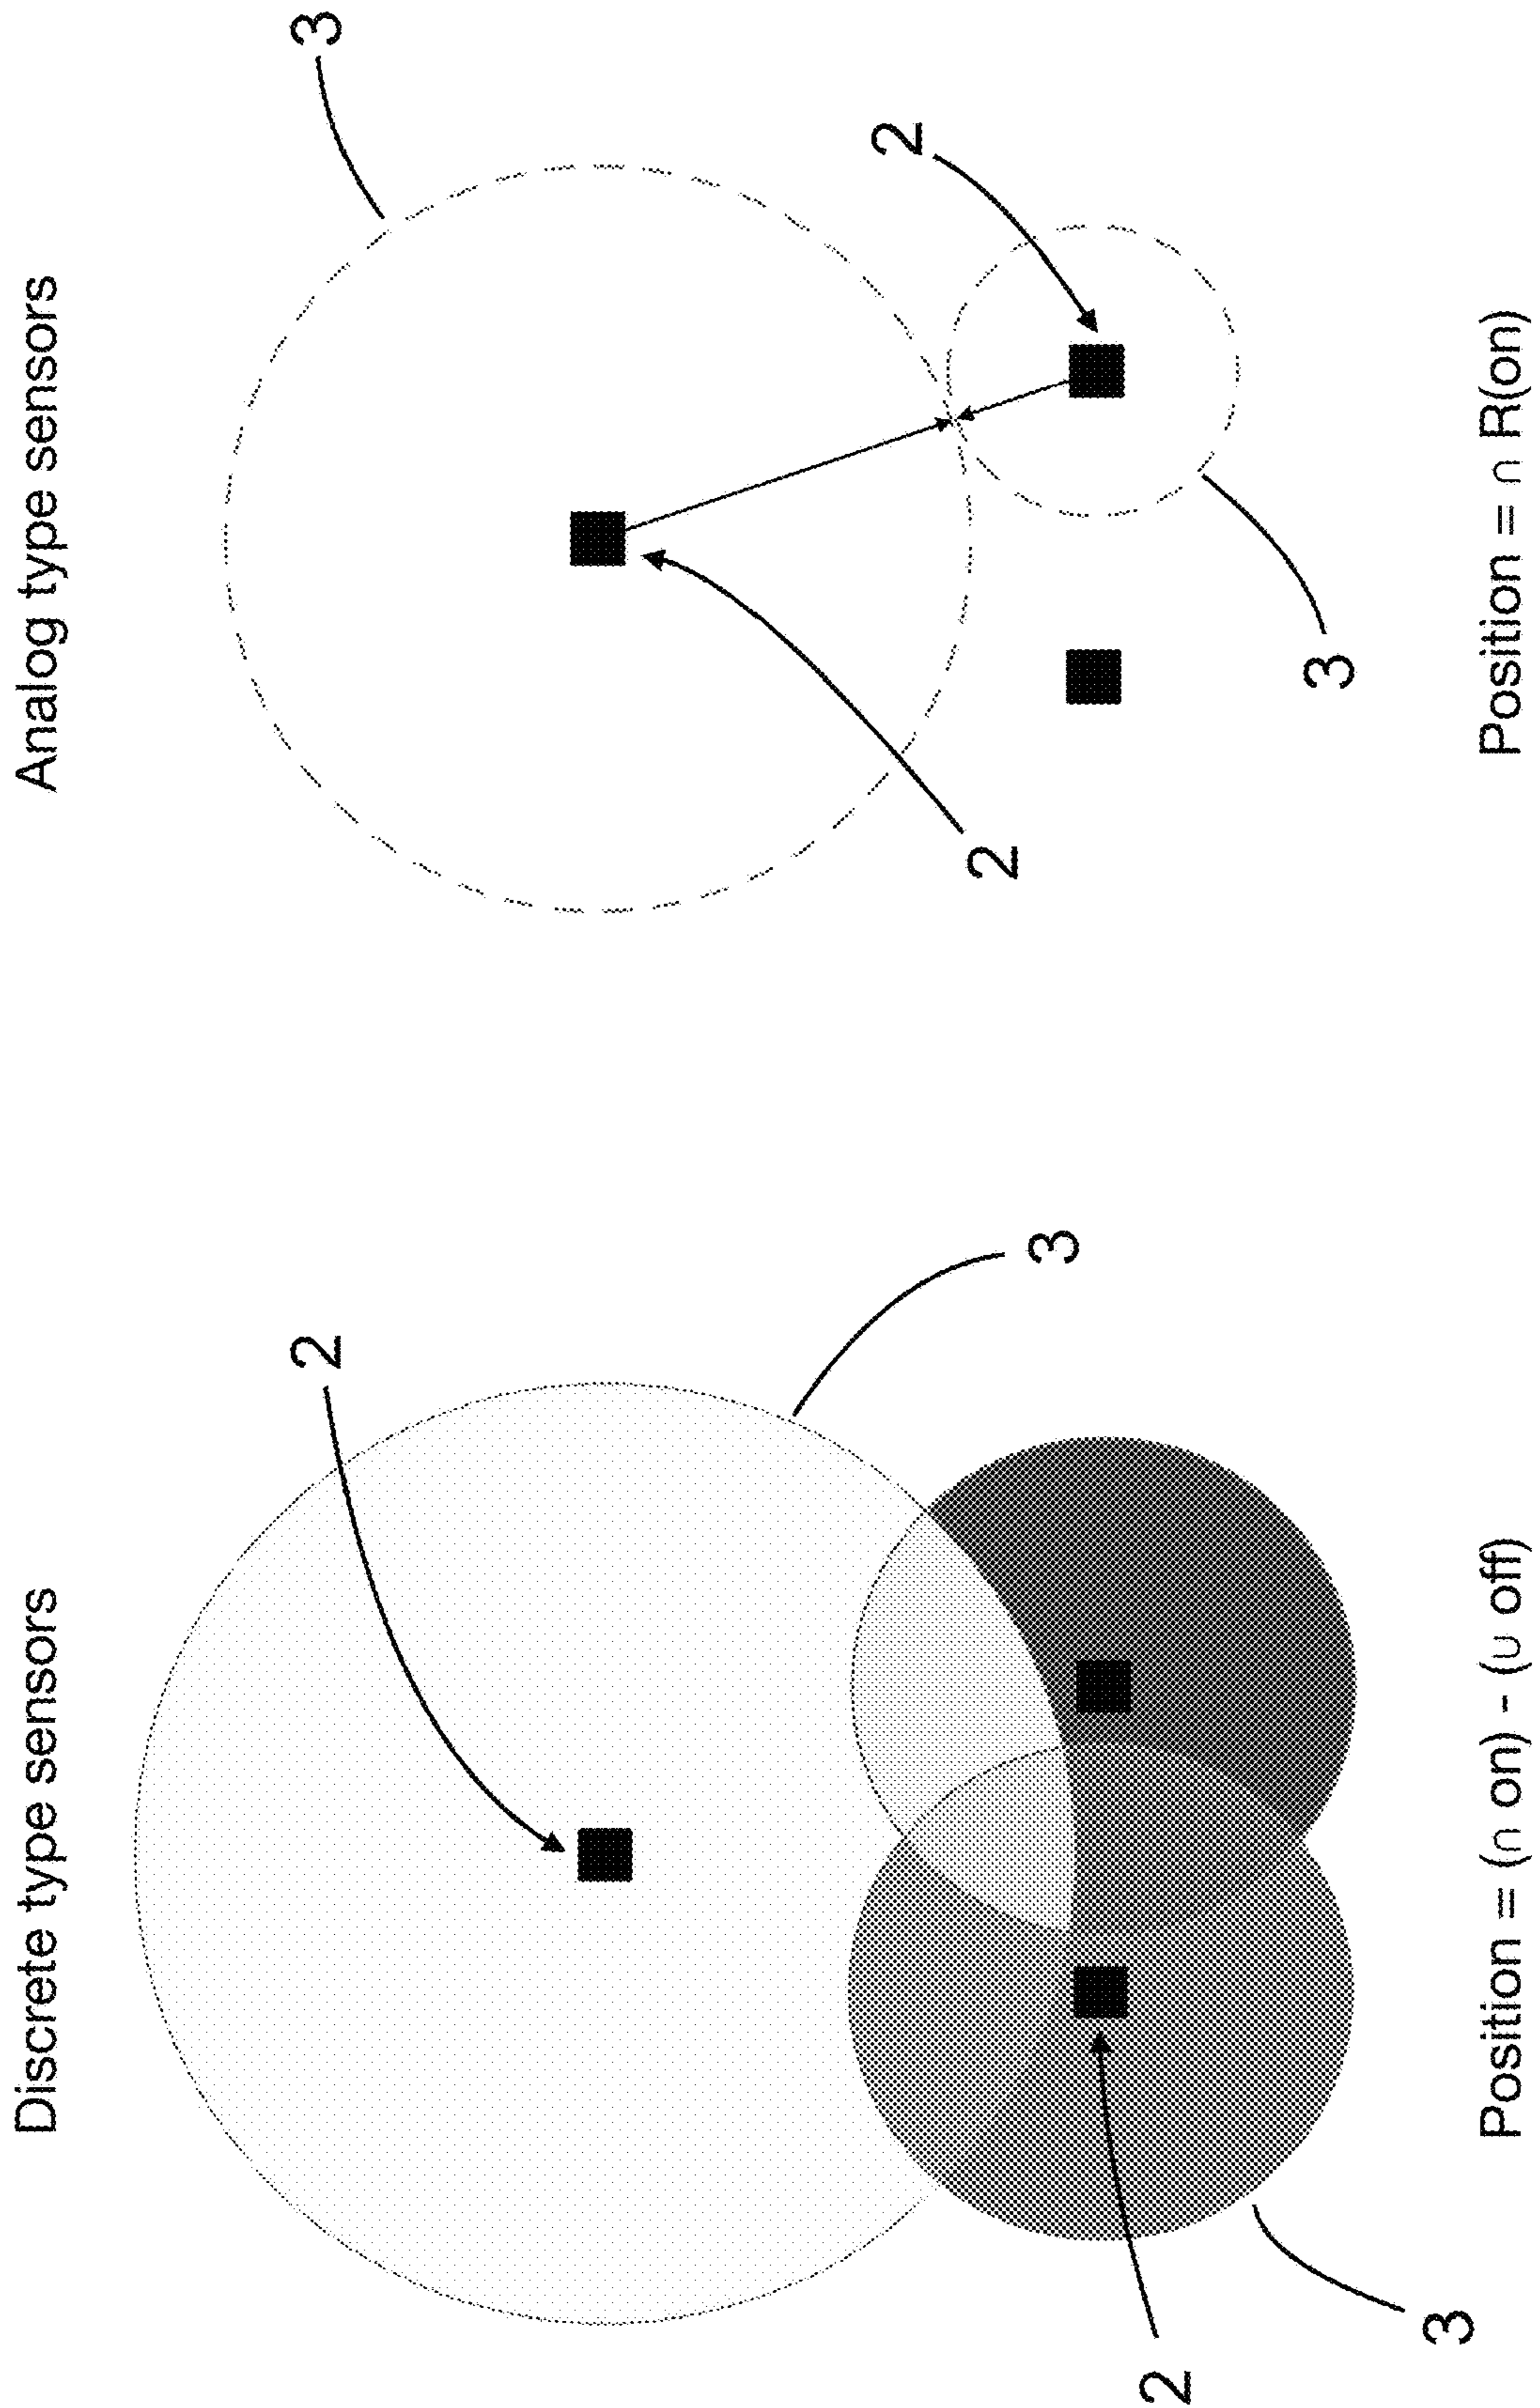 Discrete type sensors
2
3
2
3
Position = (∩ on) - (∪ off)
Analog type sensors
3
2
2
3
Position = ∩ R(on)